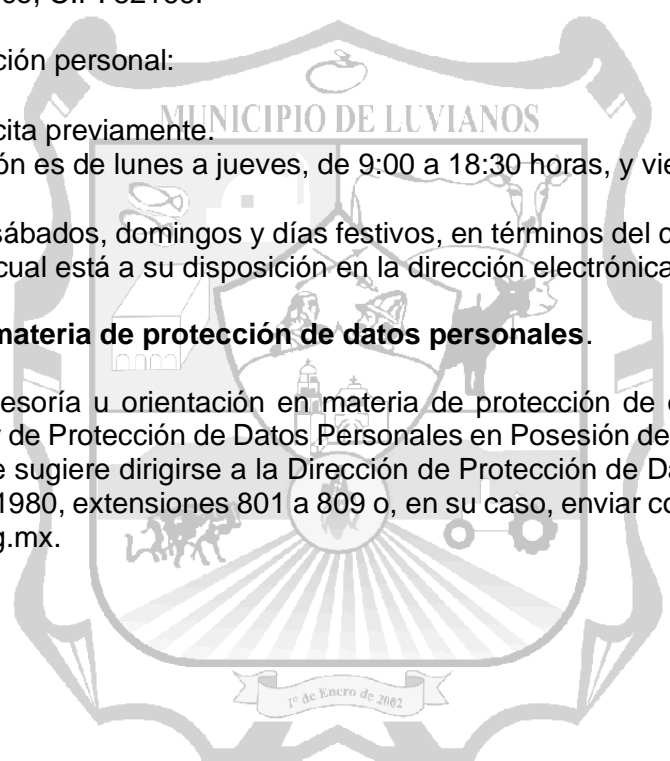 ción personal:
MUNICIPIO DE LUVIANOS
cita previamente.
ón es de lunes a jueves, de 9:00 a 18:30 horas, y vie
sábados, domingos y días festivos, en términos del c
cual está a su disposición en la dirección electrónica
materia de protección de datos personales.
esoría u orientación en materia de protección de
de Protección de Datos Personales en Posesión de
e sugiere dirigirse a la Dirección de Protección de Da
1980, extensiones 801 a 809 o, en su caso, enviar co
g.mx.
1º de Enero de 2002